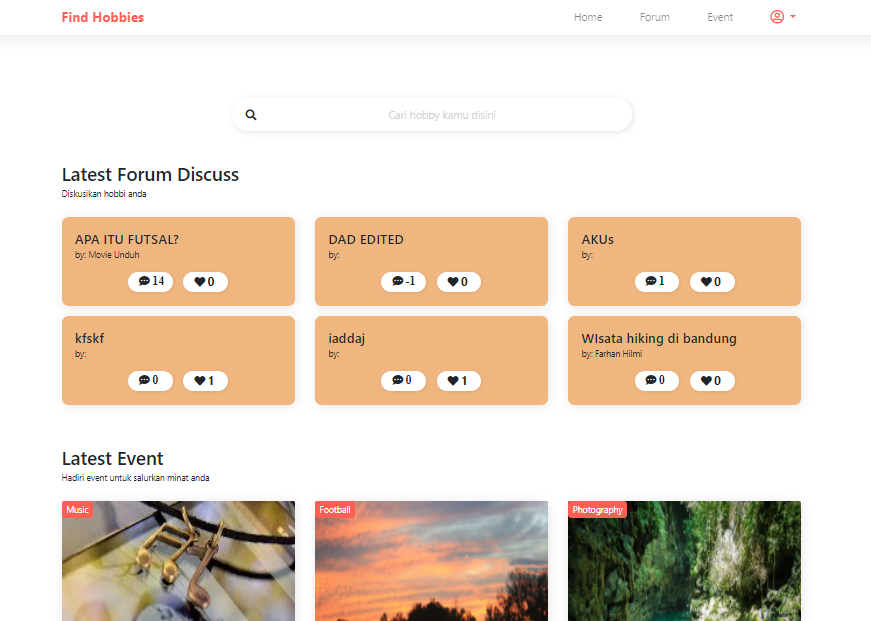 Find Hobbies
Home
Forum
Event
Cari hobby kamu disini
Latest Forum Discuss
Diskusikan hobbi anda
APA ITU FUTSAL?
by: Movie Unduh
14
0
DAD EDITED
by:
-1
0
AKUs
by:
1
0
kfskf
by:
0
1
iaddaj
by:
0
1
WIsata hiking di bandung
by: Farhan Hilmi
0
0
Latest Event
Hadiri event untuk salurkan minat anda
Music
Football
Photography